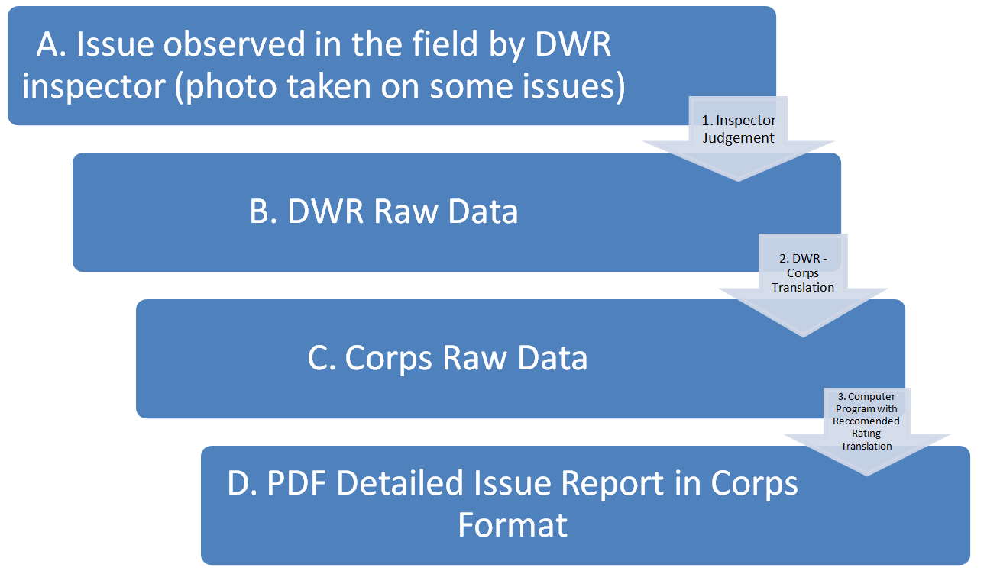 A. Issue observed in the field by DWR
inspector (photo taken on some issues)
1. Inspector
Judgement
B. DWR Raw Data
2. DWR -
Corps
Translation
C. Corps Raw Data
3. Computer
Program with
Reccomended
Rating
Translation
D. PDF Detailed Issue Report in Corps
Format